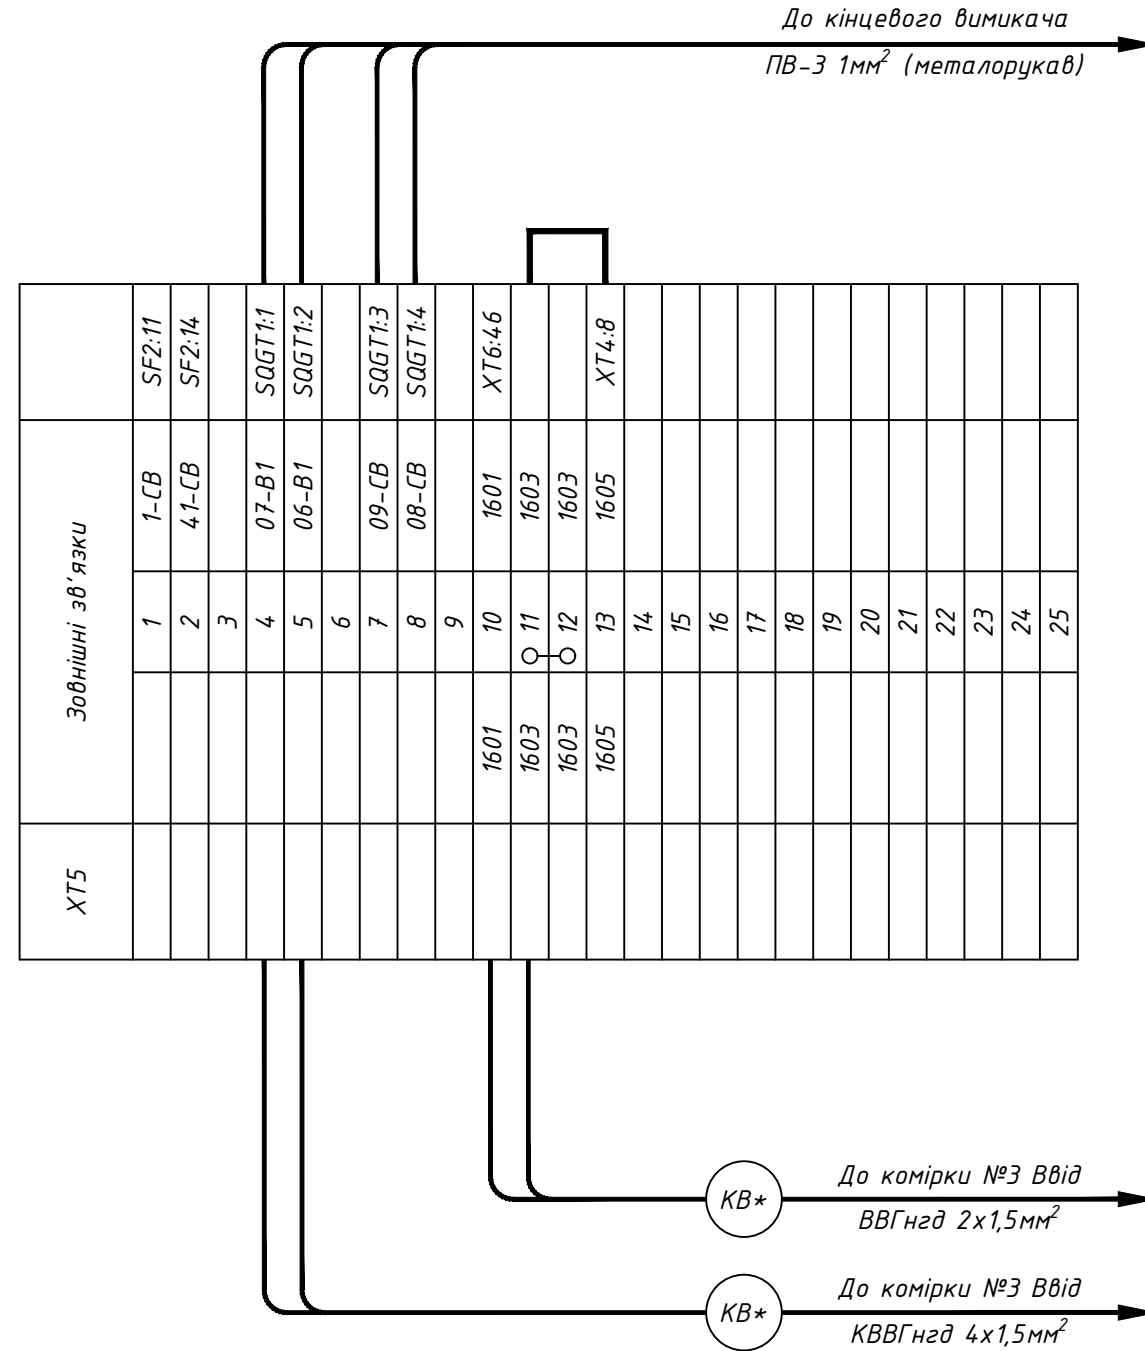 До кінцевого вимикача
ПВ-3 1мм² (металорукав)
SF2:11
SF2:14
SQGT1:1
SQGT1:2
SQGT1:3
SQGT1:4
XT6:46
XT4:8
Зовнішні зв'язки
1-СВ
41-СВ
07-В1
06-В1
09-СВ
08-СВ
1601
1603
1603
1605
1
2
3
4
5
6
7
8
9
10
11
12
13
14
15
16
17
18
19
20
21
22
23
24
25
1601
1603
1603
1605
XT5
КВ*
До комірки №3 Ввід
ВВГнгд 2x1,5мм²
КВ*
До комірки №3 Ввід
КВВГнгд 4x1,5мм²